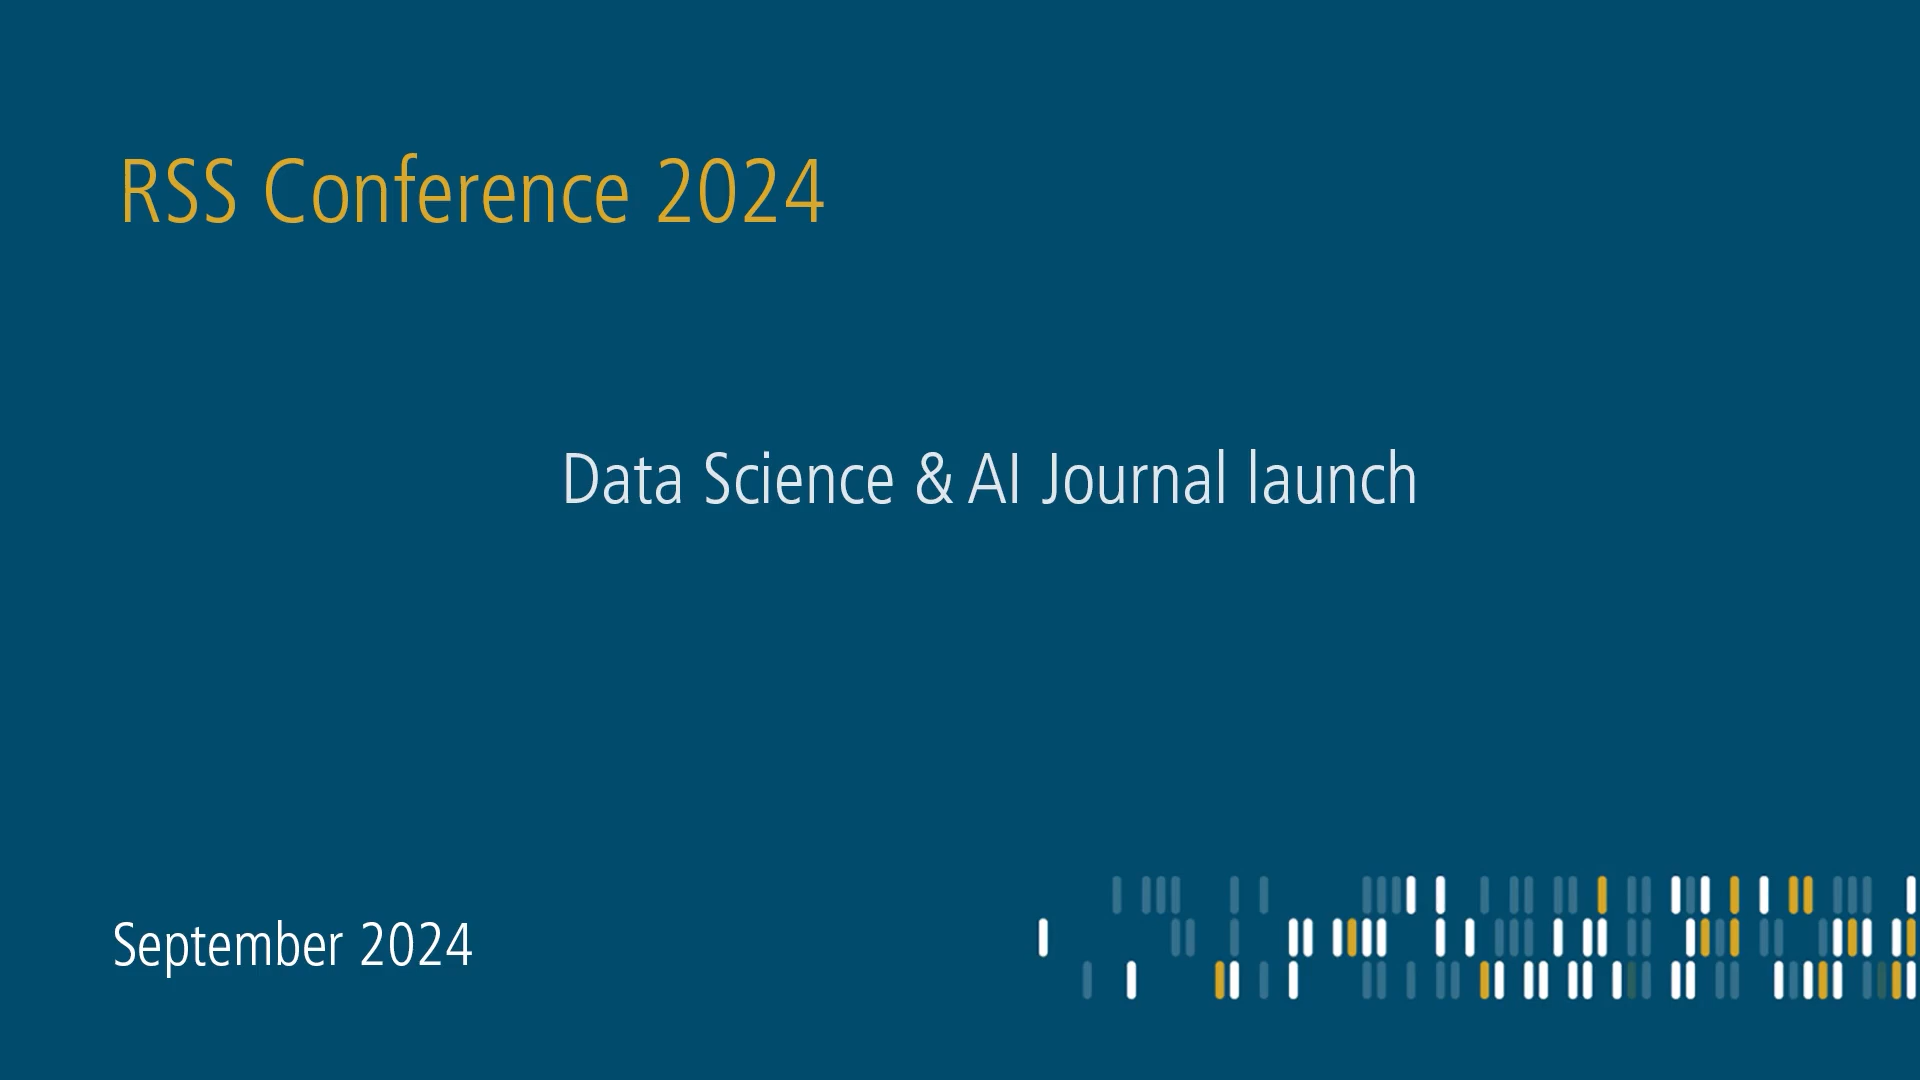 RSS Conference 2024
Data Science & AI Journal launch
September 2024